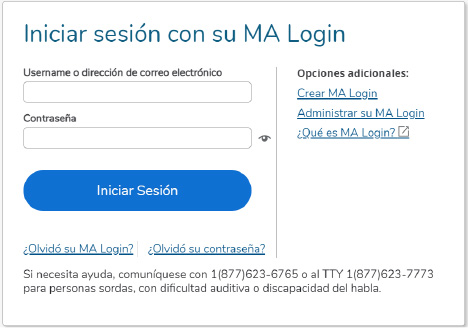 Iniciar sesión con su MA Login
Username o dirección de correo electrónico
Contraseña
Iniciar Sesión
¿Olvidó su MA Login?
¿Olvidó su contraseña?
Opciones adicionales:
Crear MA Login
Administrar su MA Login
¿Qué es MA Login?
Si necesita ayuda, comuníquese con 1(877)623-6765 o al TTY 1(877)623-7773
para personas sordas, con dificultad auditiva o discapacidad del habla.